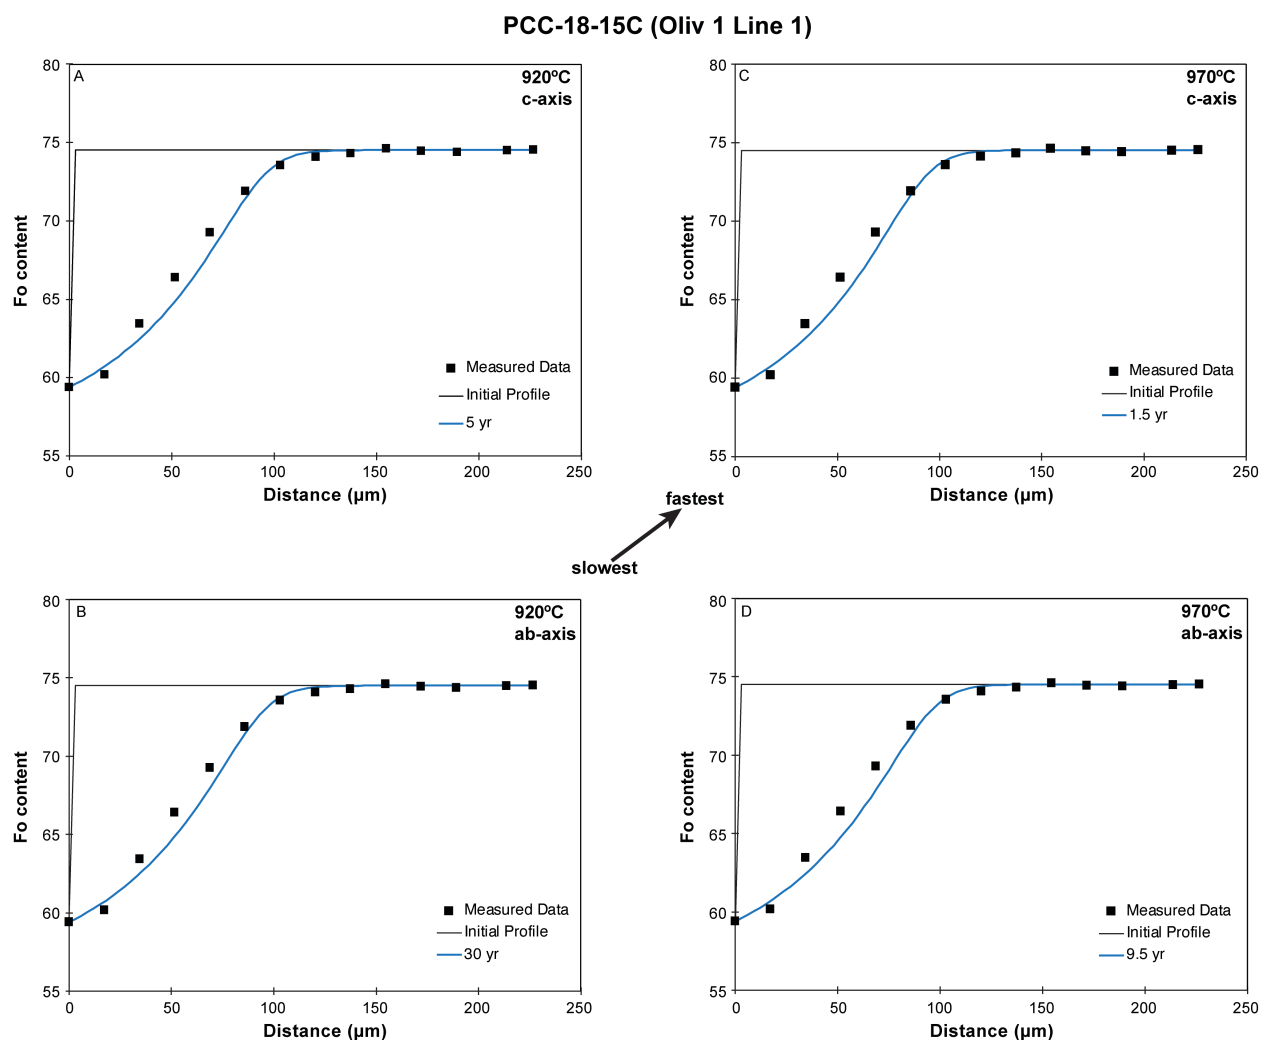 PCC-18-15C (Oliv 1 Line 1)
A
920ºC
c-axis
80
75
70
65
60
55
Fo content
Measured Data
Initial Profile
5 yr
0 50 100 150 200 250
Distance (µm)
C
970ºC
c-axis
80
75
70
65
60
55
Fo content
Measured Data
Initial Profile
1.5 yr
0 50 100 150 200 250
Distance (µm)
fastest
slowest
B
920ºC
ab-axis
80
75
70
65
60
55
Fo content
Measured Data
Initial Profile
30 yr
0 50 100 150 200 250
Distance (µm)
D
970ºC
ab-axis
80
75
70
65
60
55
Fo content
Measured Data
Initial Profile
9.5 yr
0 50 100 150 200 250
Distance (µm)